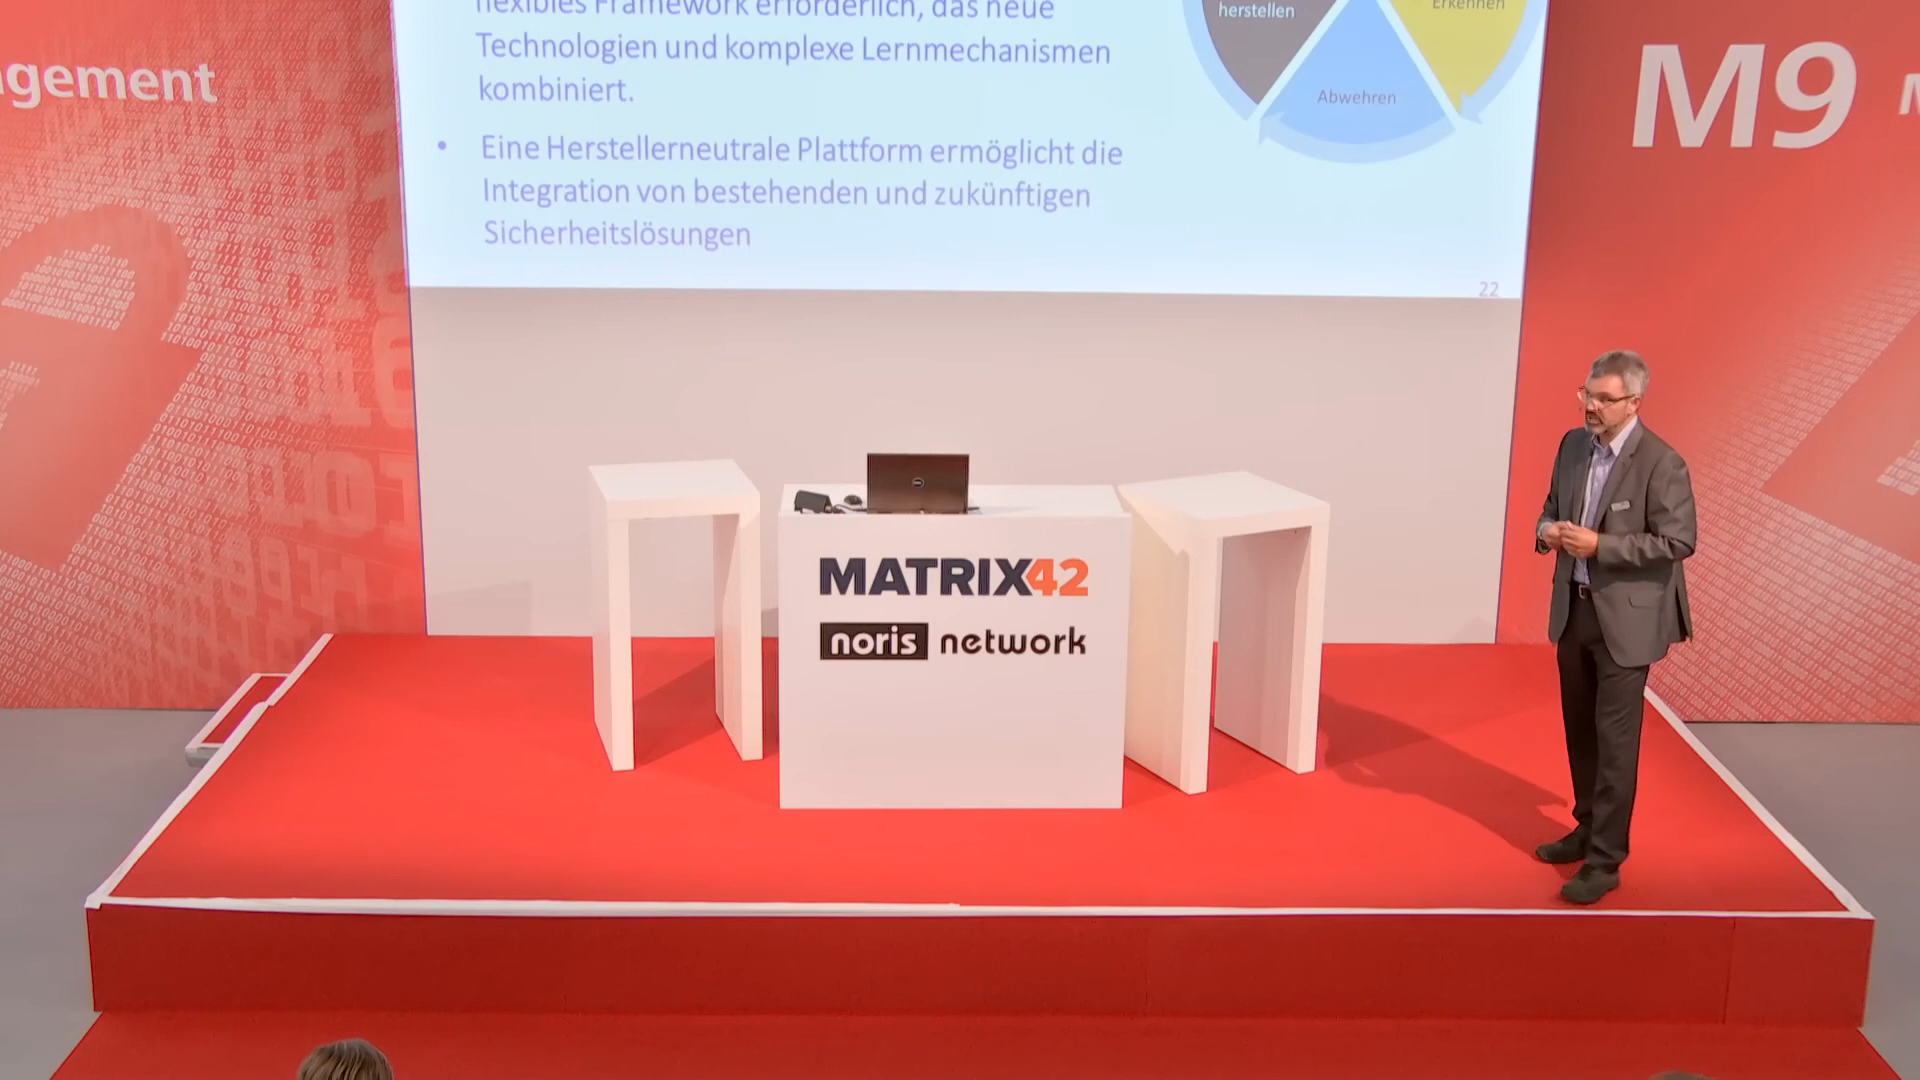 flexibles Framework erforderlich, das neue
Technologien und komplexe Lernmechanismen
kombiniert.
• Eine Herstellerneutrale Plattform ermöglicht die
Integration von bestehenden und zukünftigen
Sicherheitslösungen
herstellen
Erkennen
Abwehren
22
gement
M9
MATRIX42
noris network